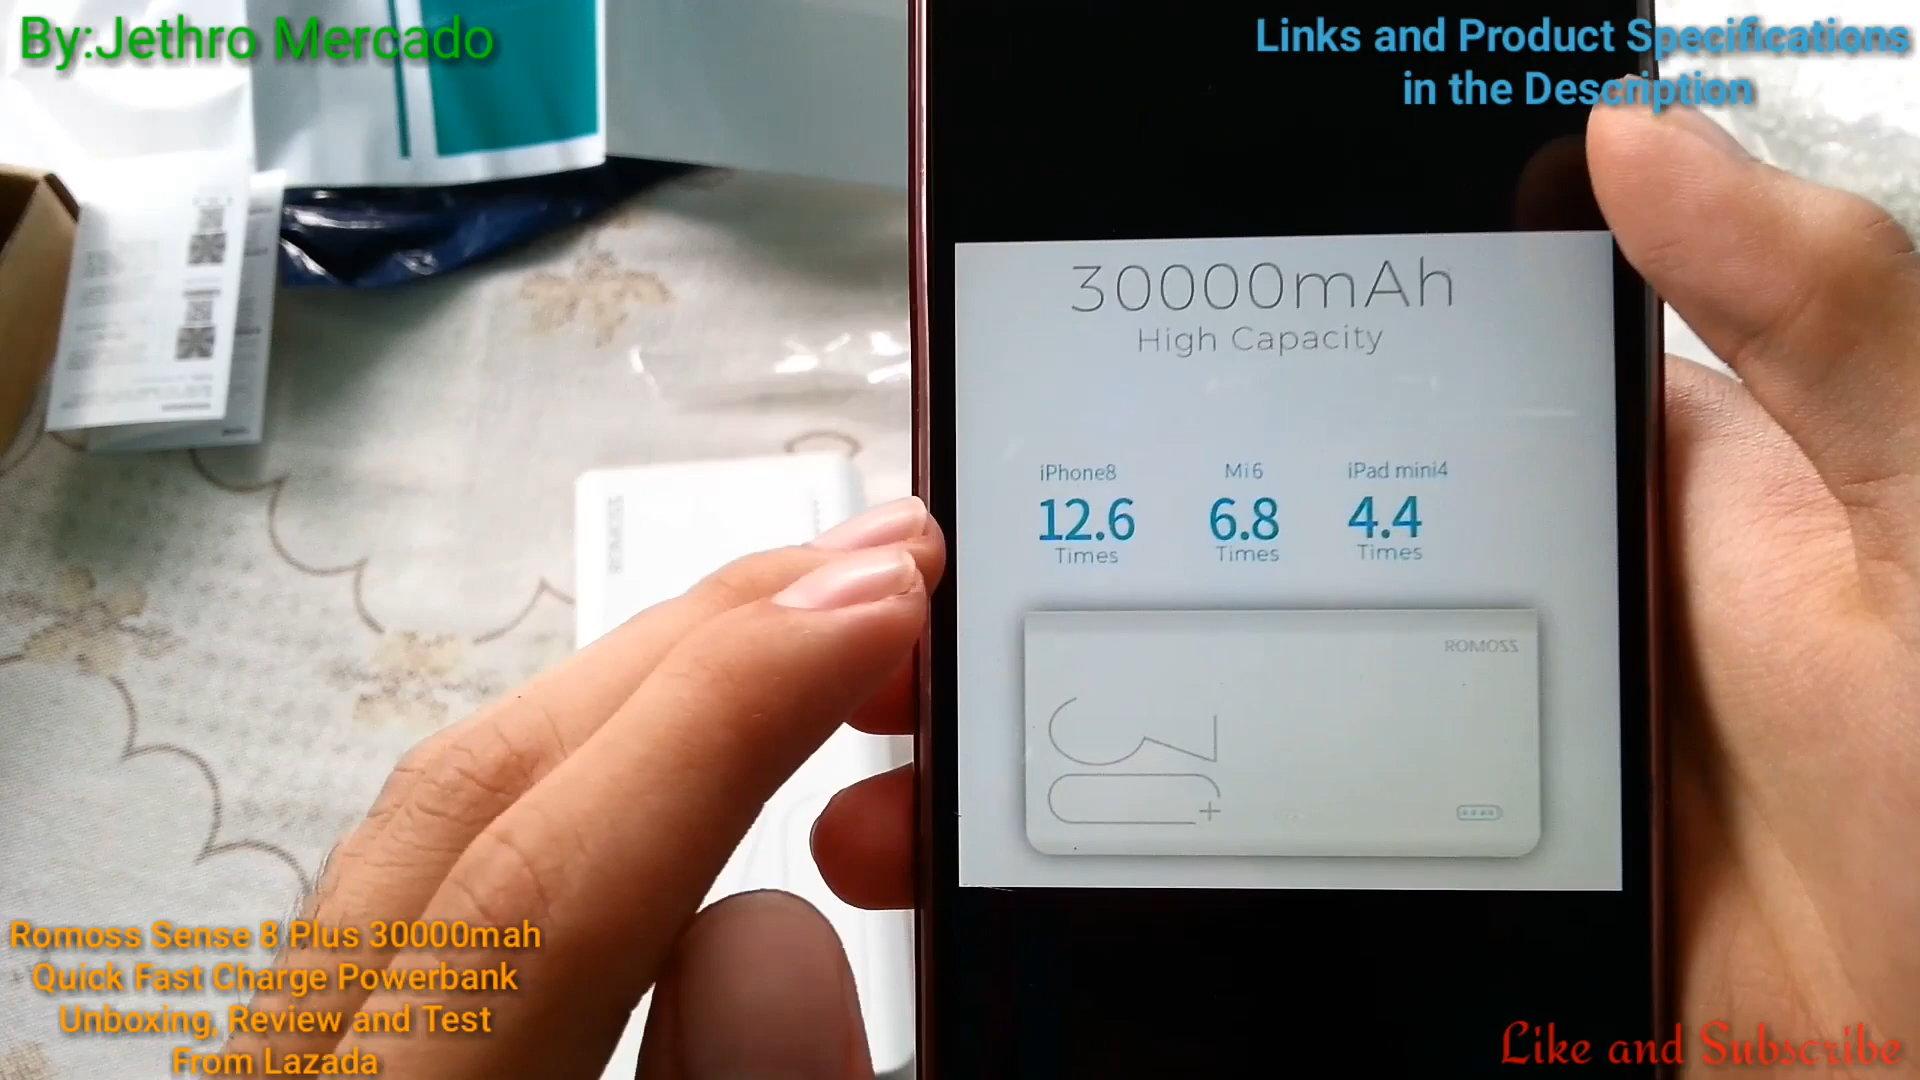 By:Jethro Mercado
Links and Product Specifications
in the Description
30000mAh
High Capacity
iPhone8
12.6
Times
Mi6
6.8
Times
iPad mini4
4.4
Times
ROMOSS
30+
ROMOSS
Romoss Sense 8 Plus 30000mah
Quick Fast Charge Powerbank
Unboxing, Review and Test
From Lazada
Like and Subscribe